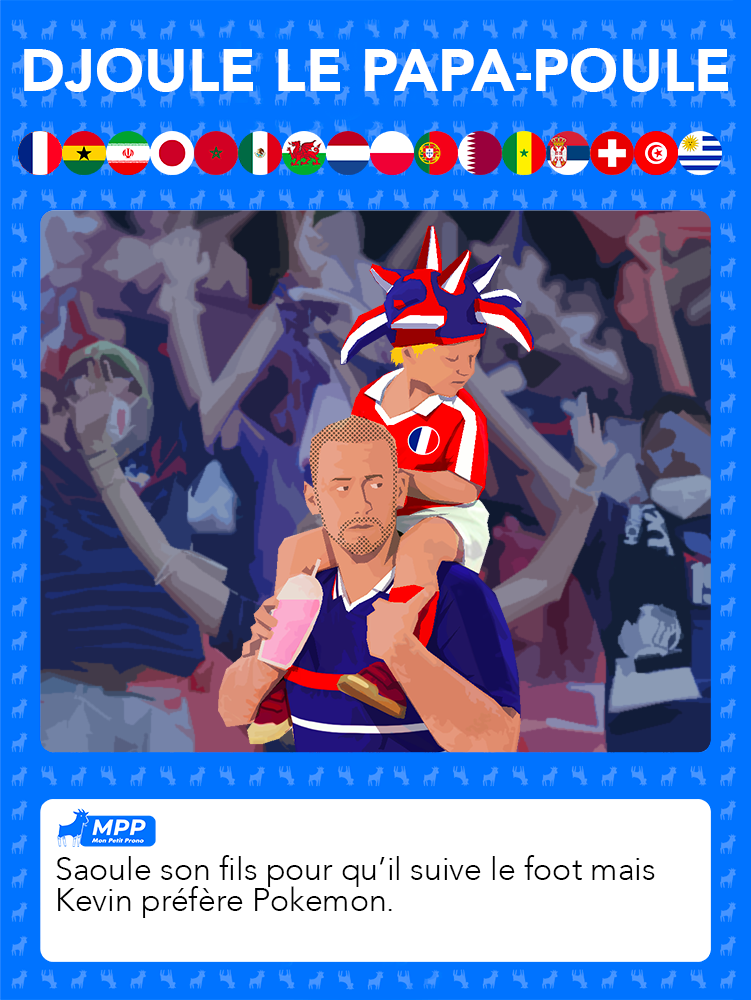 DJOULE LE PAPA-POULE
MPP
Mon Petit Prono
Saoule son fils pour qu’il suive le foot mais
Kevin préfère Pokemon.